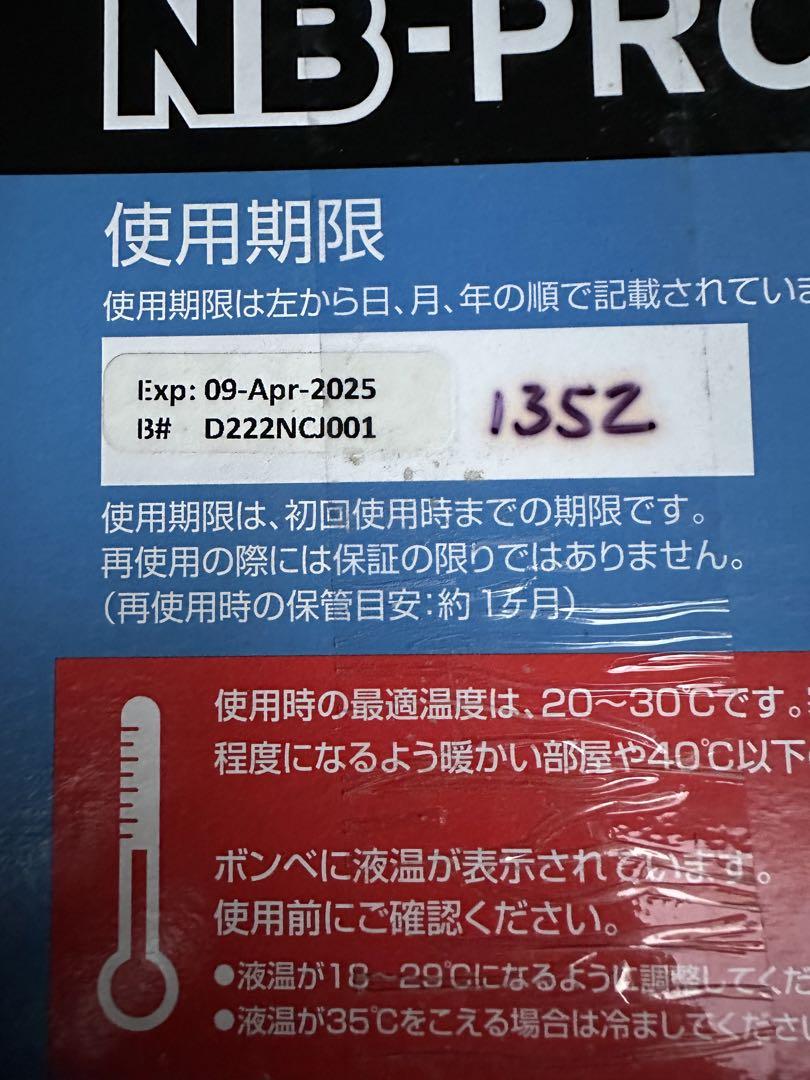 NB-PRO
使用期限
使用期限は左から日、月、年の順で記載されていま
Exp: 09-Apr-2025
B# D222NCJ001
1352
使用期限は、初回使用時までの期限です。
再使用の際には保証の限りではありません。
(再使用時の保管目安:約1ケ月)
使用時の最適温度は、20〜30℃です。
程度になるよう暖かい部屋や40℃以下
ボンベに液温が表示されています。
使用前にご確認ください。
●液温が18〜29℃になるように調整してくだ
●液温が35℃をこえる場合は冷ましてください